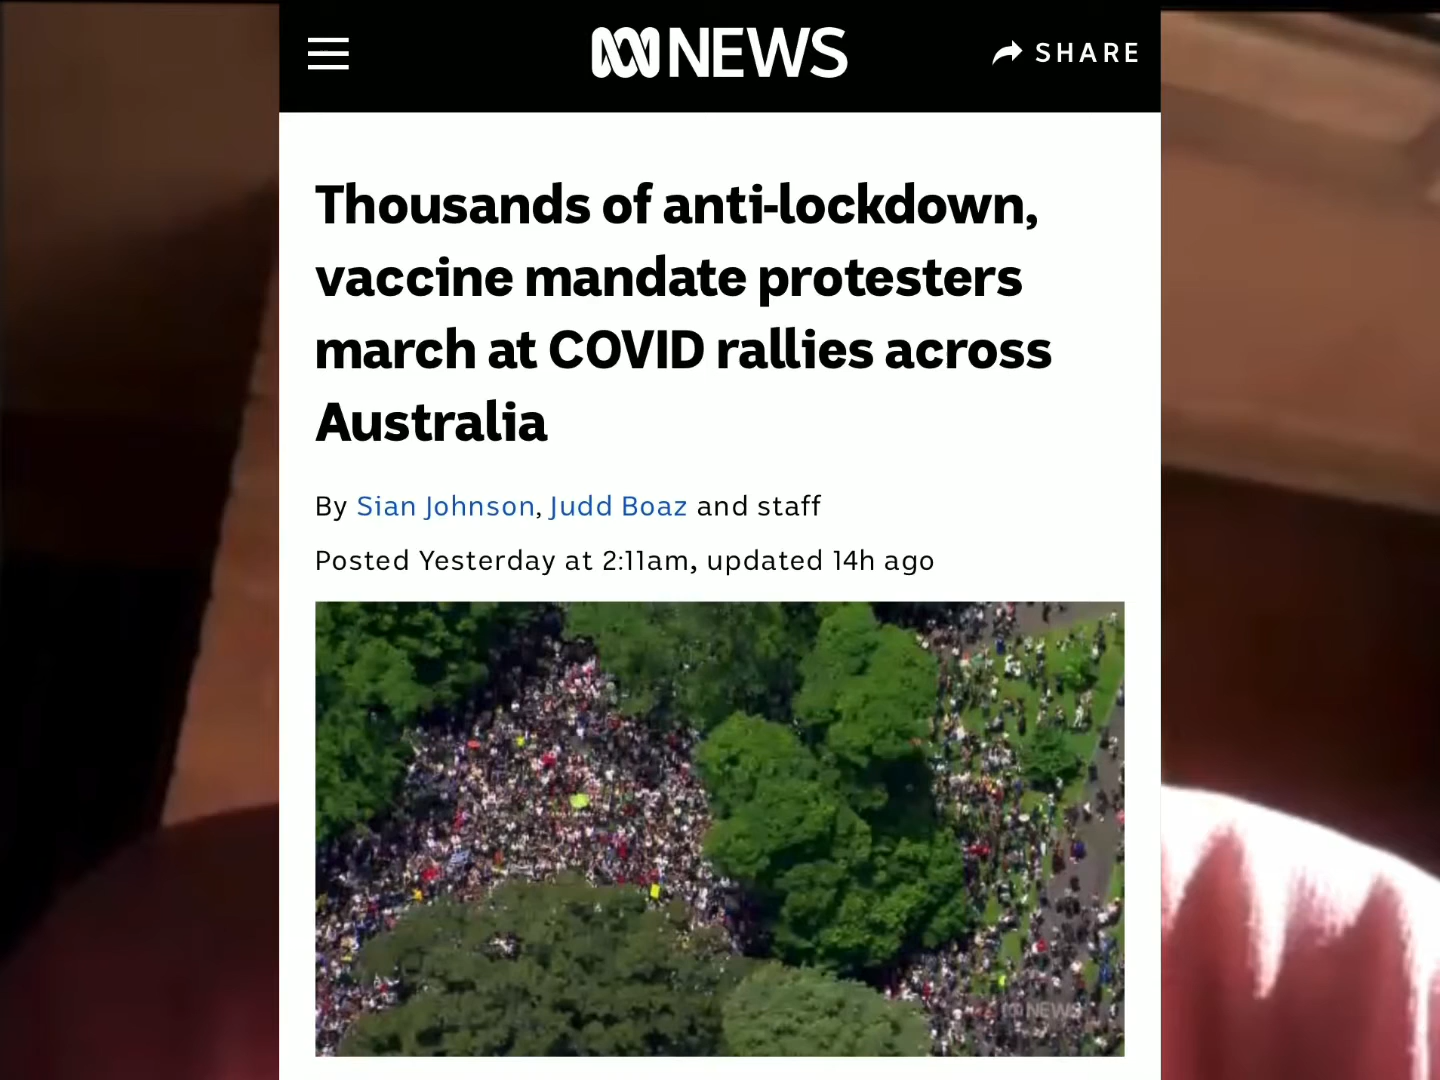 NEWS
SHARE
Thousands of anti-lockdown,
vaccine mandate protesters
march at COVID rallies across
Australia
By Sian Johnson, Judd Boaz and staff
Posted Yesterday at 2:11am, updated 14h ago
NEWS